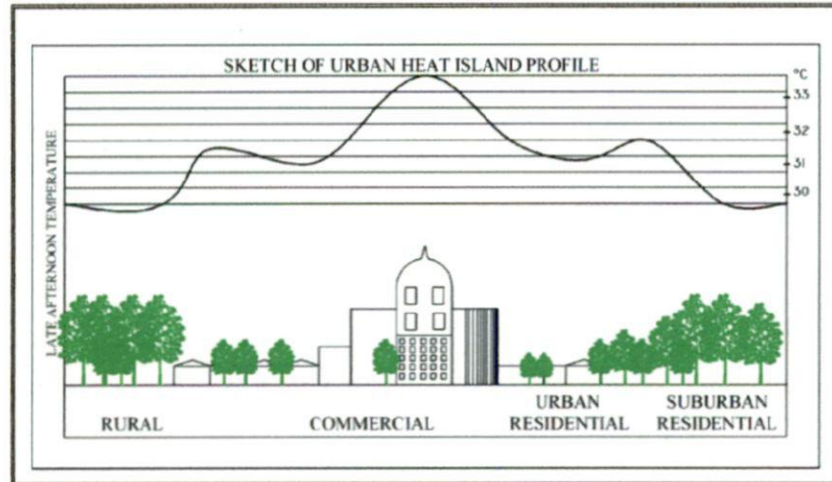 SKETCH OF URBAN HEAT ISLAND PROFILE
°C
33
32
31
30
LATE AFTERNOON TEMPERATURE
RURAL
COMMERCIAL
URBAN
RESIDENTIAL
SUBURBAN
RESIDENTIAL